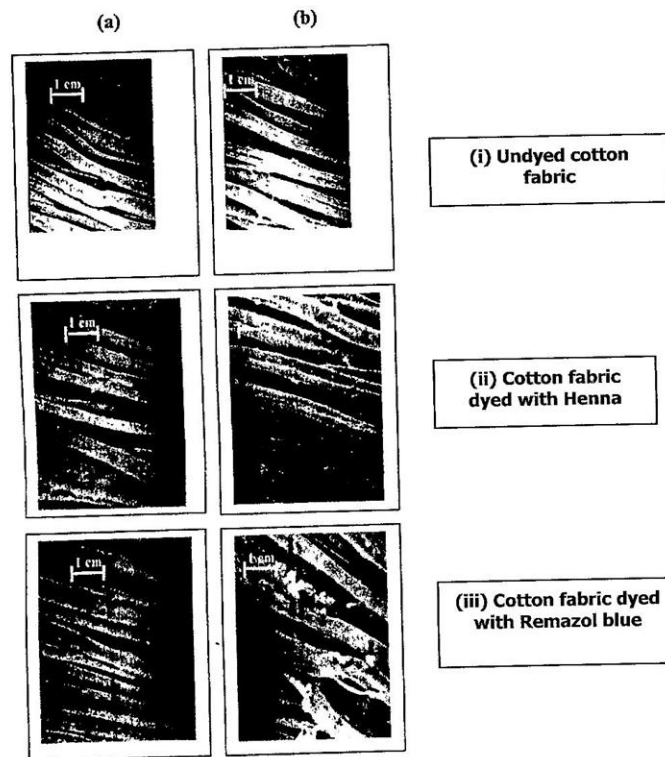 (a)
(b)
1 cm
1 cm
(i) Undyed cotton
fabric
1 cm
(ii) Cotton fabric
dyed with Henna
1 cm
(iii) Cotton fabric dyed
with Remazol blue